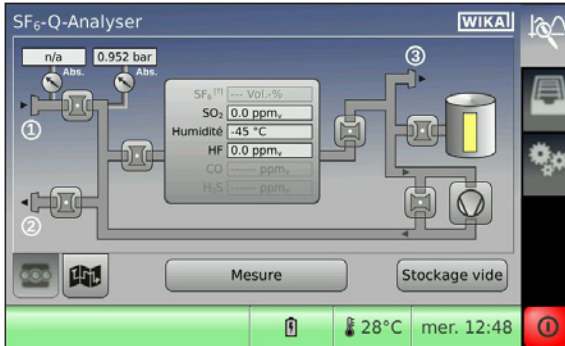 SF₆-Q-Analyser
WIKAI
n/a
0.952 bar
Abs.
Abs.
③
①
②
SF₆ [?] --- Vol.-%
SO₂ 0.0 ppmᵥ
Humidité -45 °C
HF 0.0 ppmᵥ
CO ------ ppmᵥ
H₂S ------ ppmᵥ
Mesure
Stockage vide
28°C
mer. 12:48